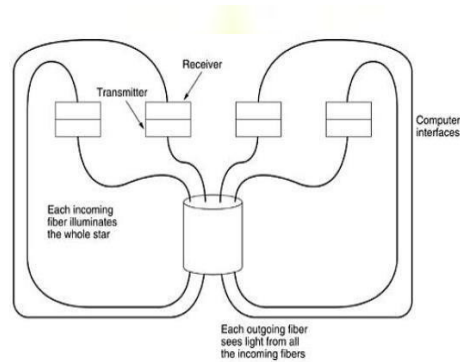 Receiver
Transmitter
Computer
interfaces
Each incoming
fiber illuminates
the whole star
Each outgoing fiber
sees light from all
the incoming fibers